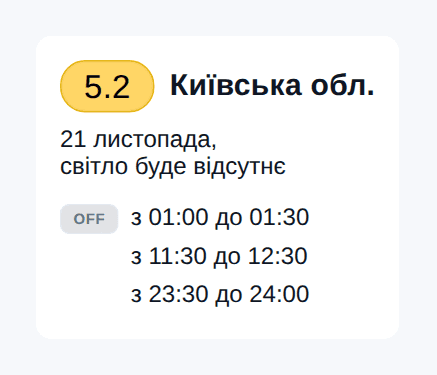 5.2 Київська обл.
21 листопада,
світло буде відсутнє
OFF з 01:00 до 01:30
з 11:30 до 12:30
з 23:30 до 24:00